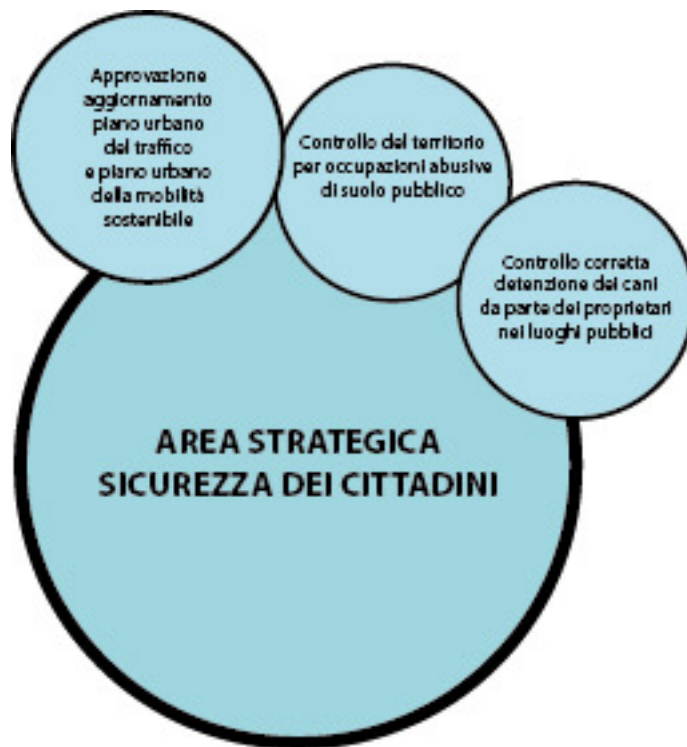 Approvazione
aggiornamento
piano urbano
del traffico
e piano urbano
della mobilità
sostenibile
Controllo del territorio
per occupazioni abusive
di suolo pubblico
Controllo corretta
detenzione dei cani
da parte dei proprietari
nei luoghi pubblici
AREA STRATEGICA
SICUREZZA DEI CITTADINI